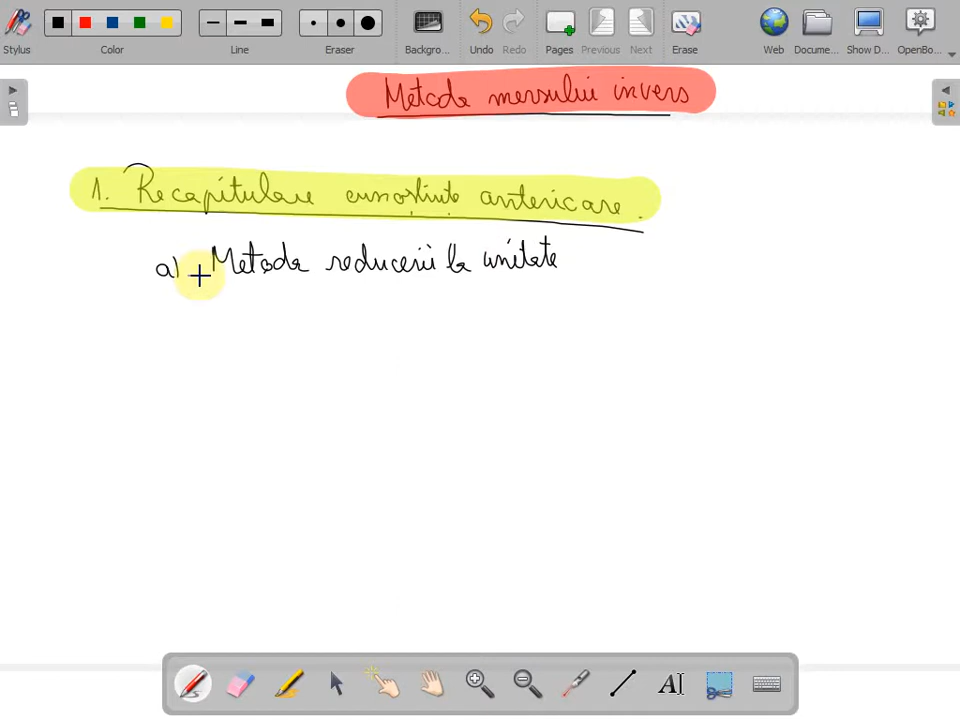 Stylus
Color
Line
Eraser
Backgro...
Undo
Redo
Pages
Previous
Next
Erase
Web
Docume...
Show D...
OpenBo...
Metoda mersului invers
1. Recapitulare cunoștințe anterioare.
a) Metoda reducerii la unitate